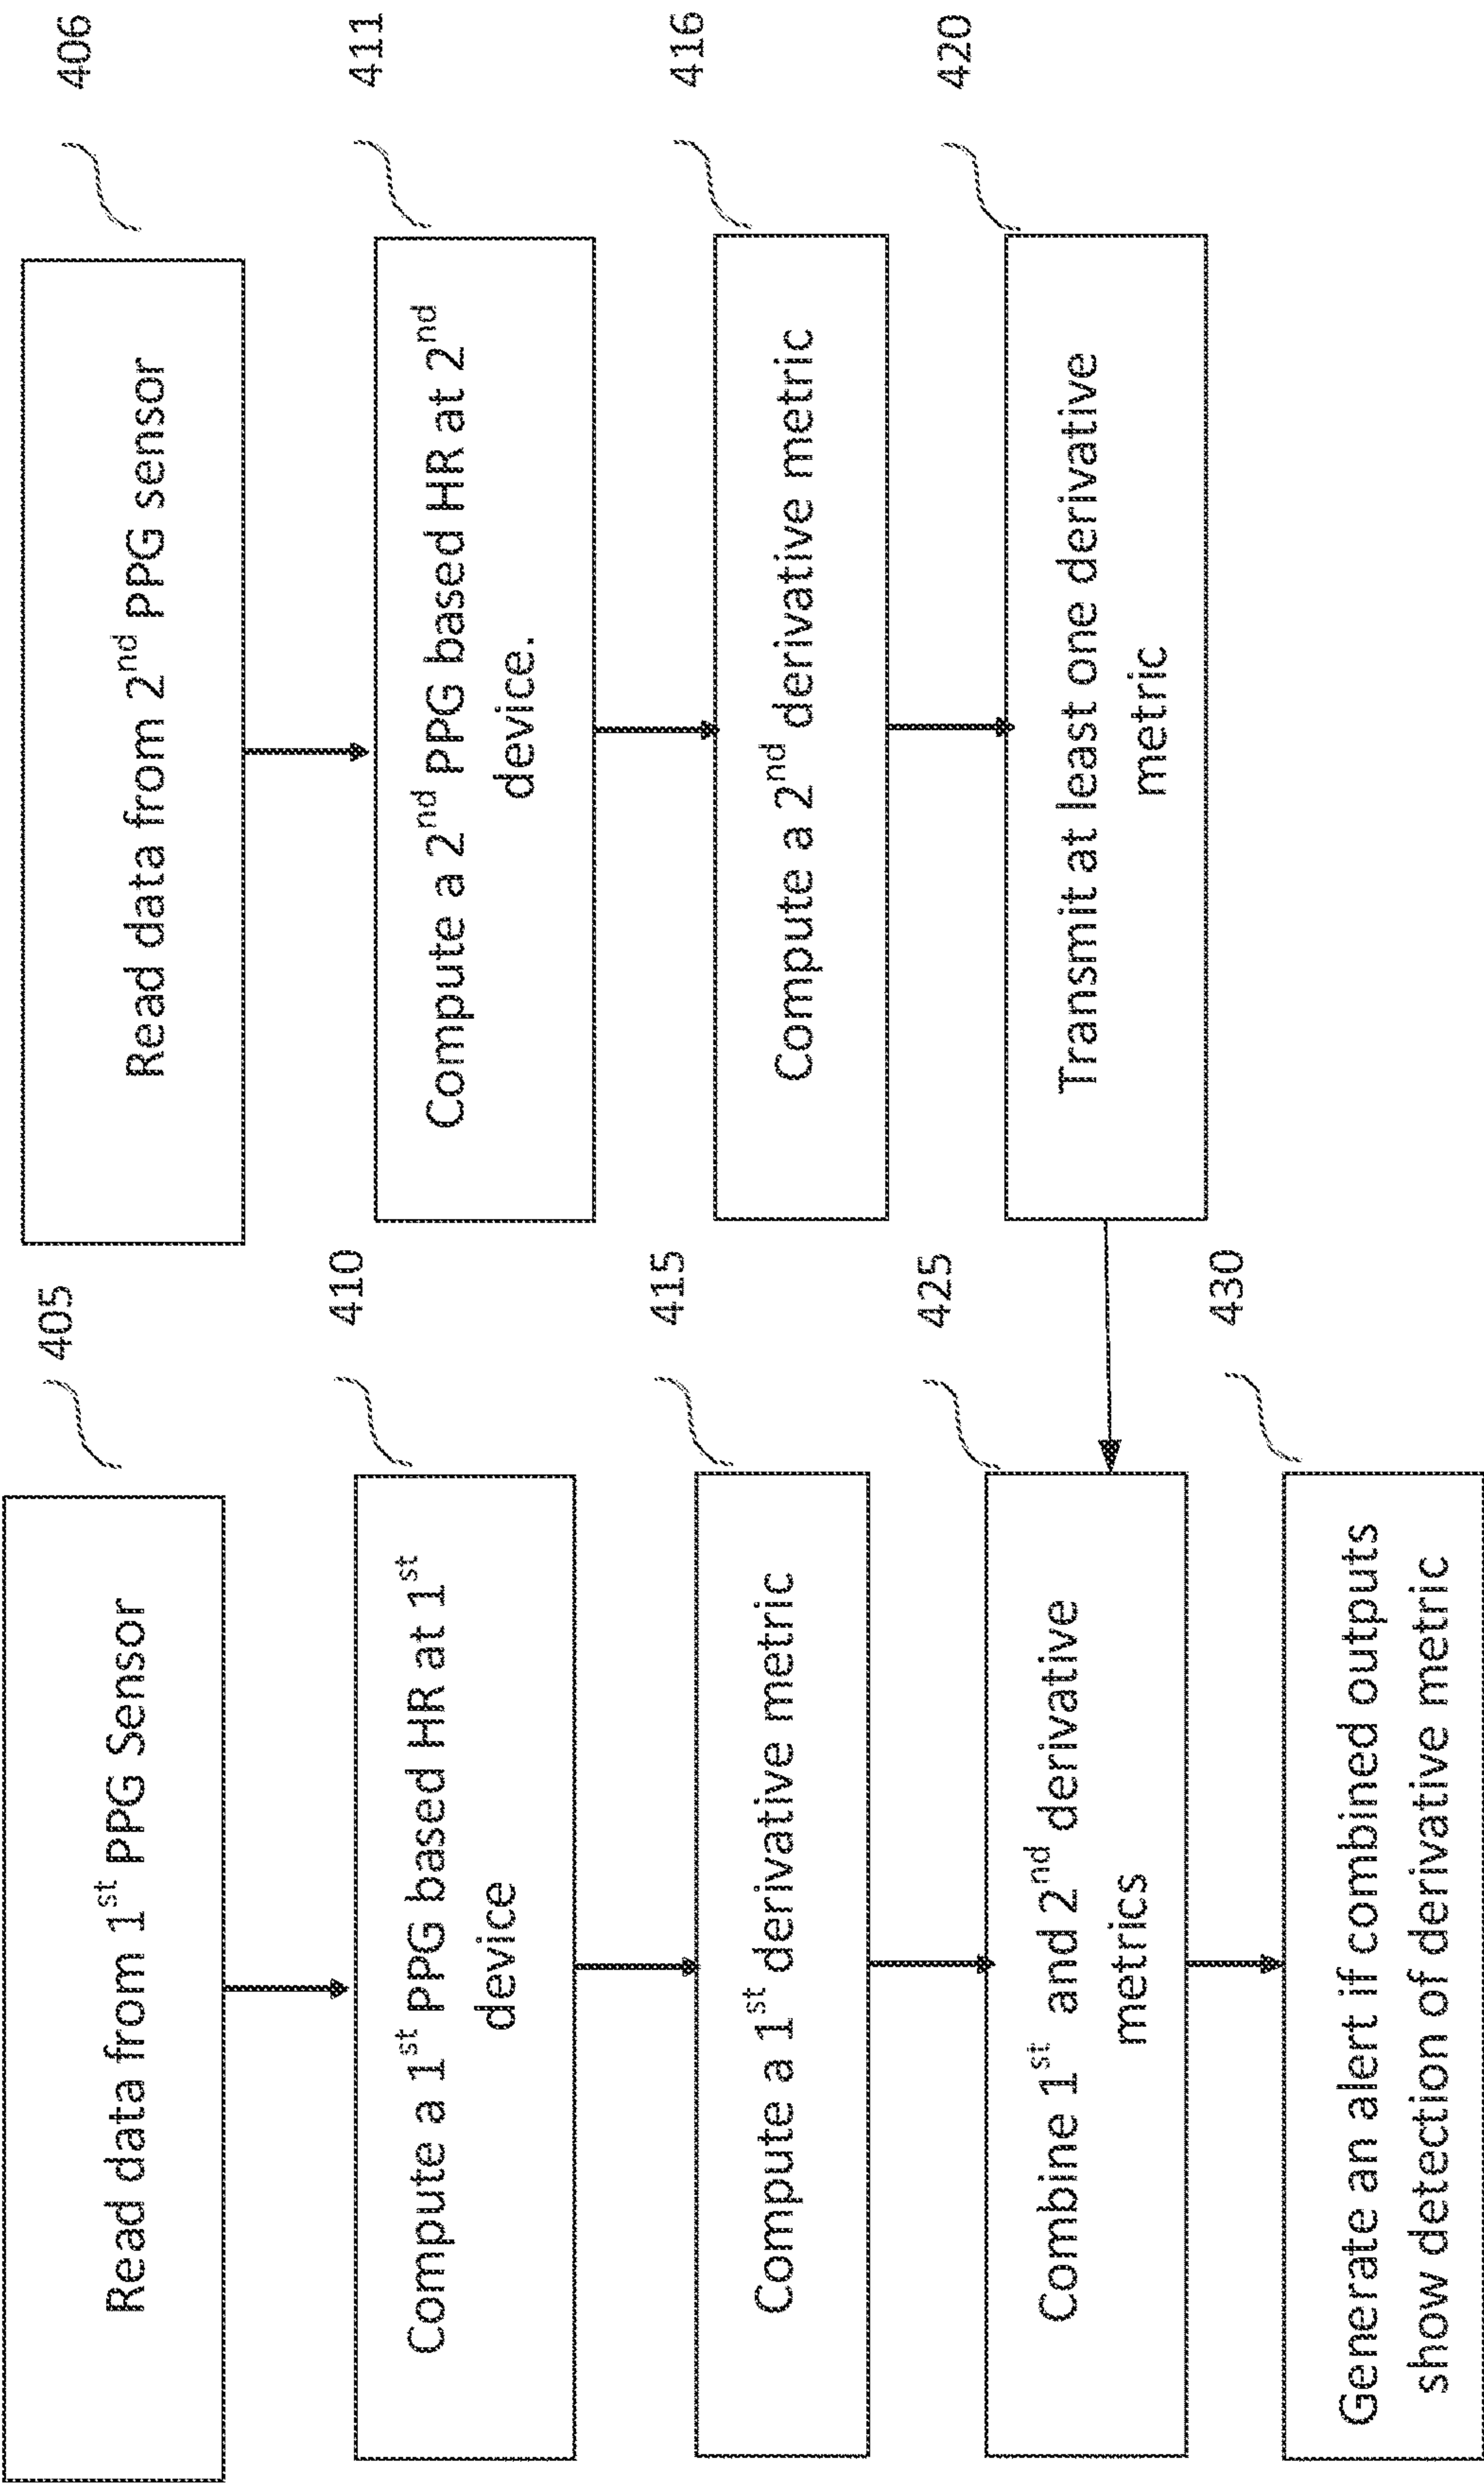 405
Read data from 1st PPG Sensor
410
Compute a 1st PPG based HR at 1st
device
415
Compute a 1st derivative metric
425
Combine 1st and 2nd derivative
metrics
430
Generate an alert if combined outputs
show detection of derivative metric
406
Read data from 2nd PPG sensor
411
Compute a 2nd PPG based HR at 2nd
device.
416
Compute a 2nd derivative metric
420
Transmit at least one derivative
metric